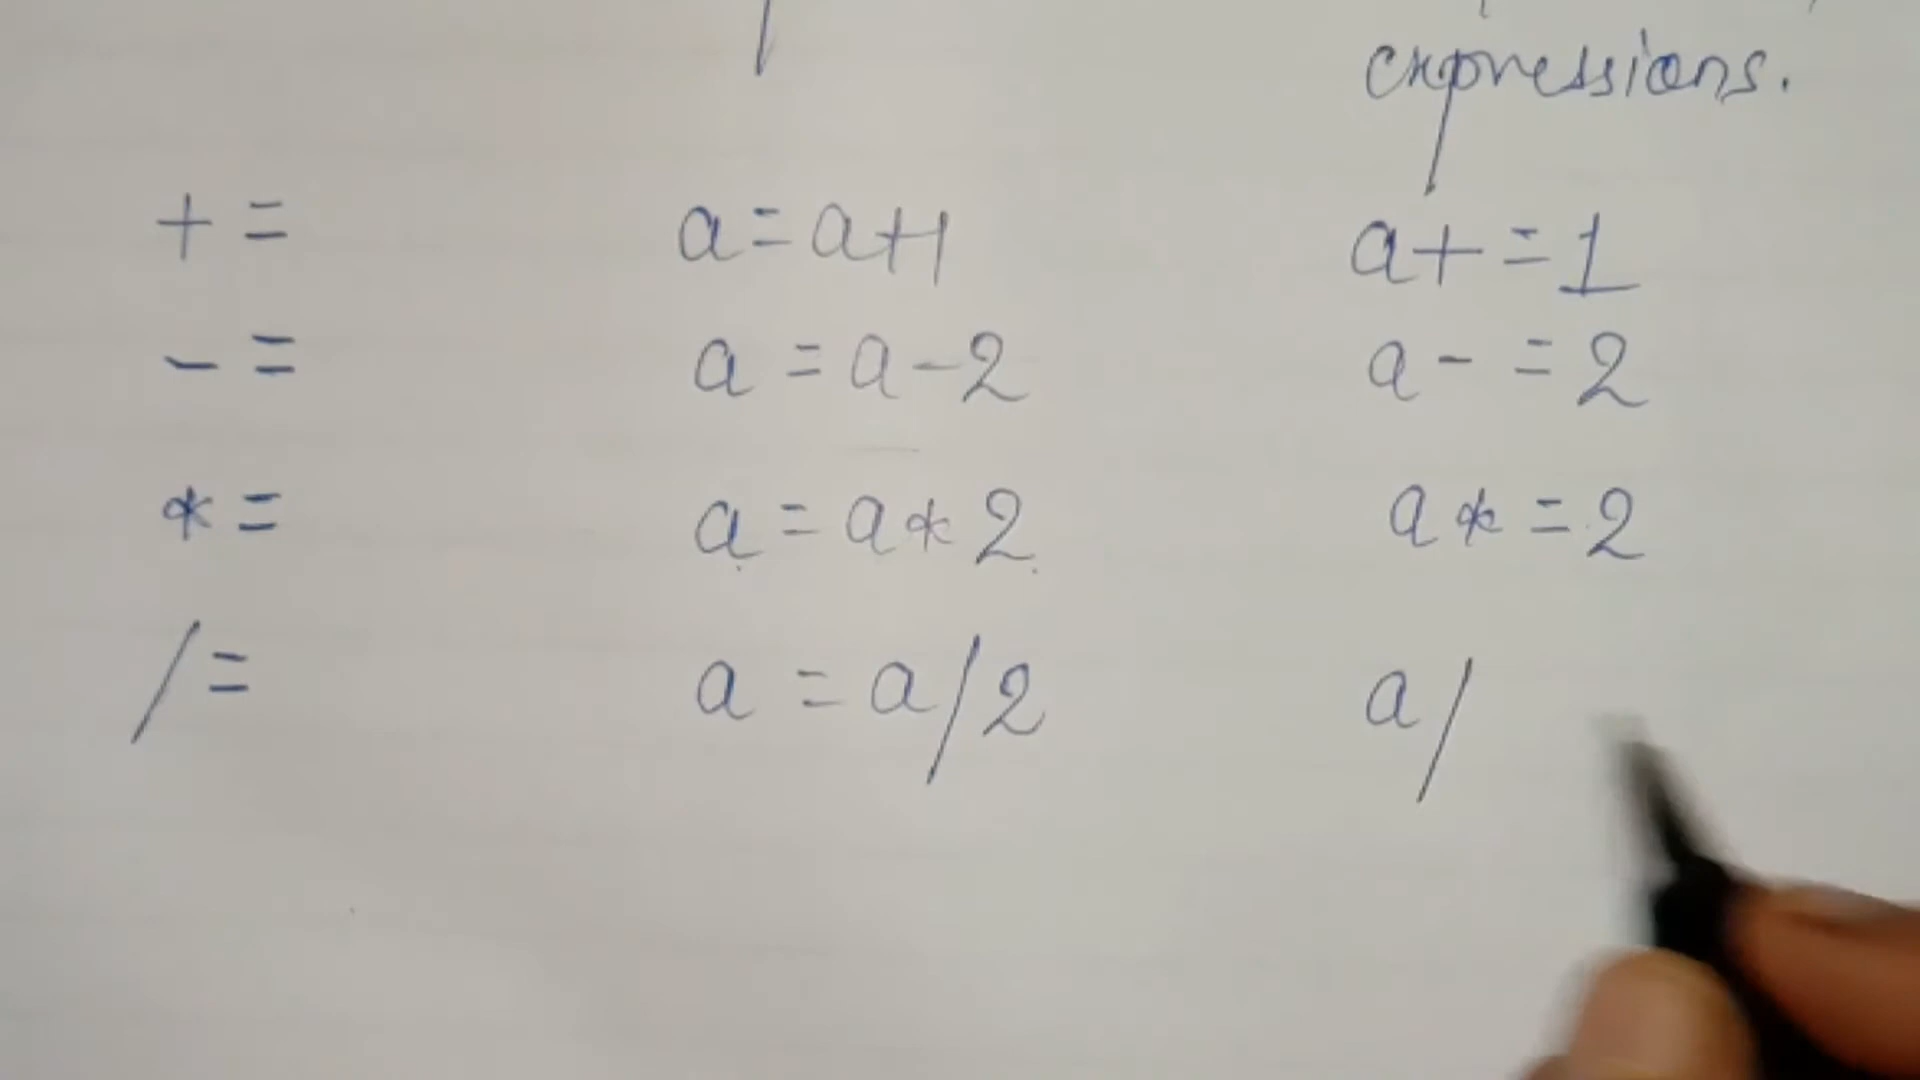 expressions.
+ = a = a+1 a + = 1
- = a = a - 2 a - = 2
* = a = a * 2 a * = 2
/ = a = a / 2 a /